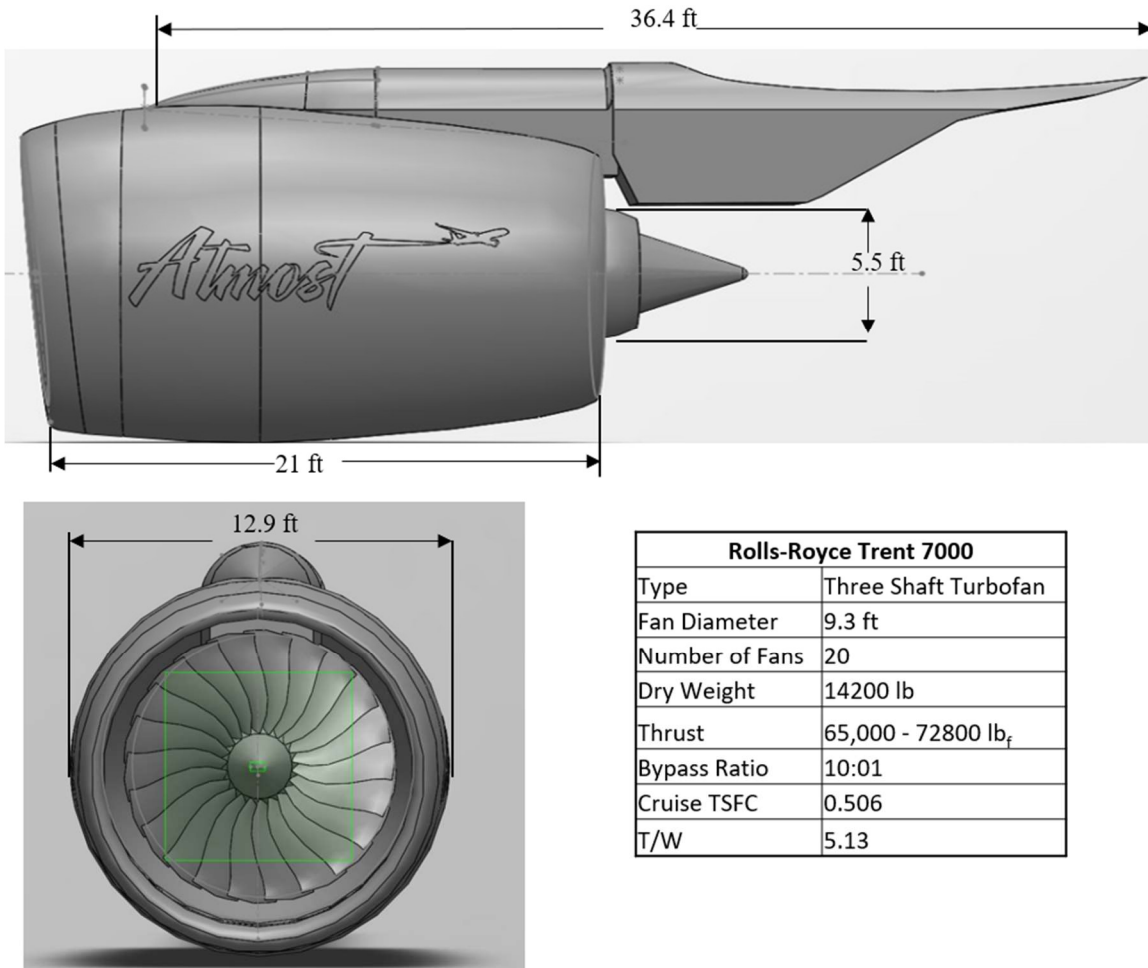 36.4 ft
Atmost
5.5 ft
21 ft
12.9 ft
Rolls-Royce Trent 7000
Type Three Shaft Turbofan
Fan Diameter 9.3 ft
Number of Fans 20
Dry Weight 14200 lb
Thrust 65,000 - 72800 lbf
Bypass Ratio 10:01
Cruise TSFC 0.506
T/W 5.13